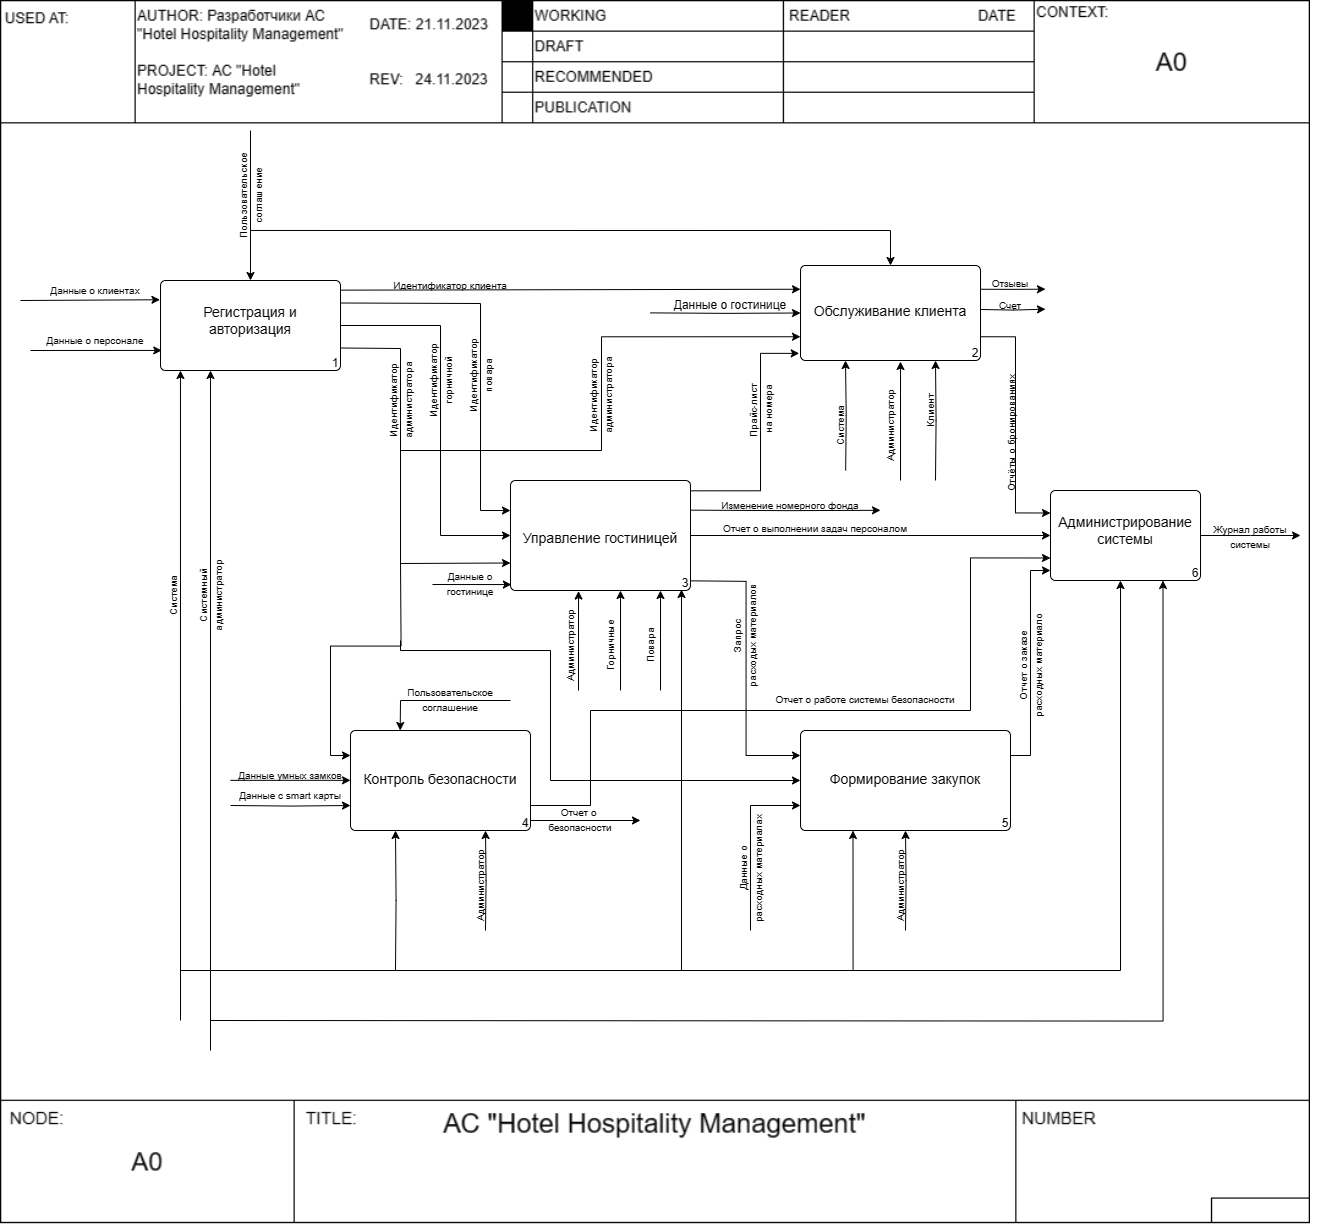 USED AT:
AUTHOR: Разработчики АС
"Hotel Hospitality Management"
DATE: 21.11.2023
PROJECT: АС "Hotel
Hospitality Management"
REV: 24.11.2023
WORKING
DRAFT
RECOMMENDED
PUBLICATION
READER
DATE
CONTEXT:
A0
Пользовательское
соглашение
Данные о клиентах
Данные о персонале
Регистрация и
авторизация
1
Идентификатор клиента
Данные о гостинице
Обслуживание клиента
2
Отзывы
Счет
Идентификатор
администратора
Идентификатор
горничной
Идентификатор
повара
Идентификатор
администратора
Прайс-лист
на номера
Система
Администратор
Клиент
Отчёты о бронированиях
Управление гостиницей
3
Изменение номерного фонда
Отчет о выполнении задач персоналом
Администрирование
системы
6
Журнал работы
системы
Данные о
гостинице
Система
Системный
администратор
Администратор
Горничные
Повара
Запрос
расходых материалов
Отчет о заказе
расходных материало
Пользовательское
соглашение
Отчет о работе системы безопасности
Данные умных замков
Данные с smart карты
Контроль безопасности
4
Отчет о
безопасности
Формирование закупок
5
Администратор
Данные о
расходных материалах
Администратор
NODE:
A0
TITLE:
АС "Hotel Hospitality Management"
NUMBER